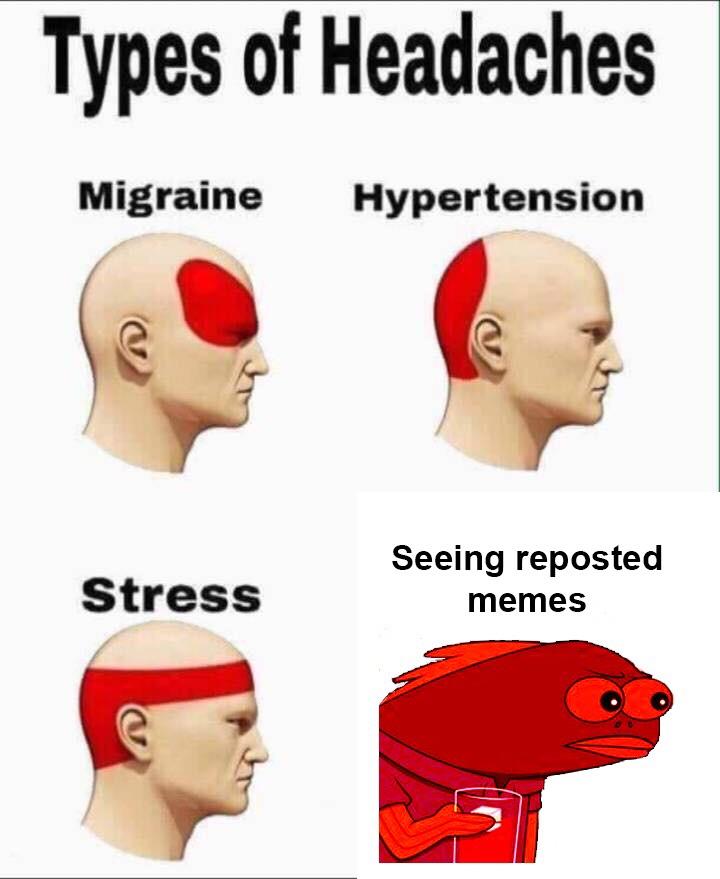 Types of Headaches
Migraine
Hypertension
Stress
Seeing reposted
memes